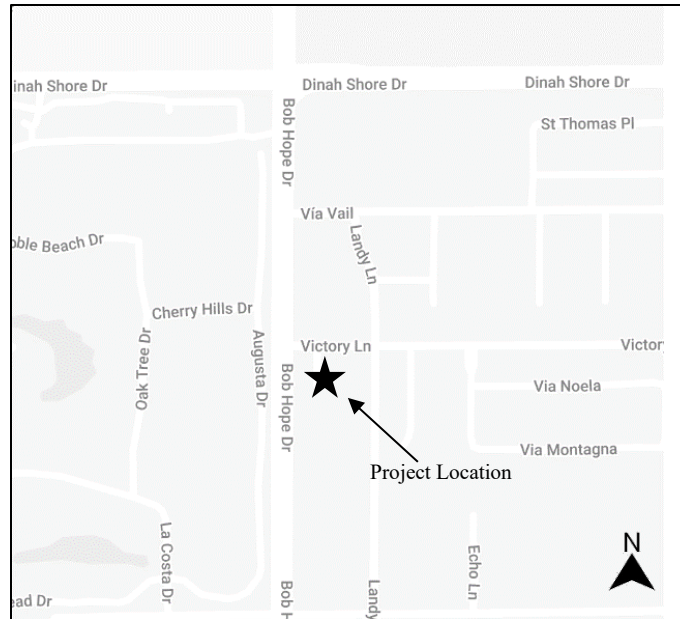 inah Shore Dr
Dinah Shore Dr
Dinah Shore Dr
Bob Hope Dr
St Thomas Pl
Vía Vail
Landy Ln
ble Beach Dr
Cherry Hills Dr
Oak Tree Dr
Augusta Dr
Victory Ln
Victory
Bob Hope Dr
Via Noela
Via Montagna
Project Location
La Costa Dr
Echo Ln
N
ead Dr
Bob H
Landy